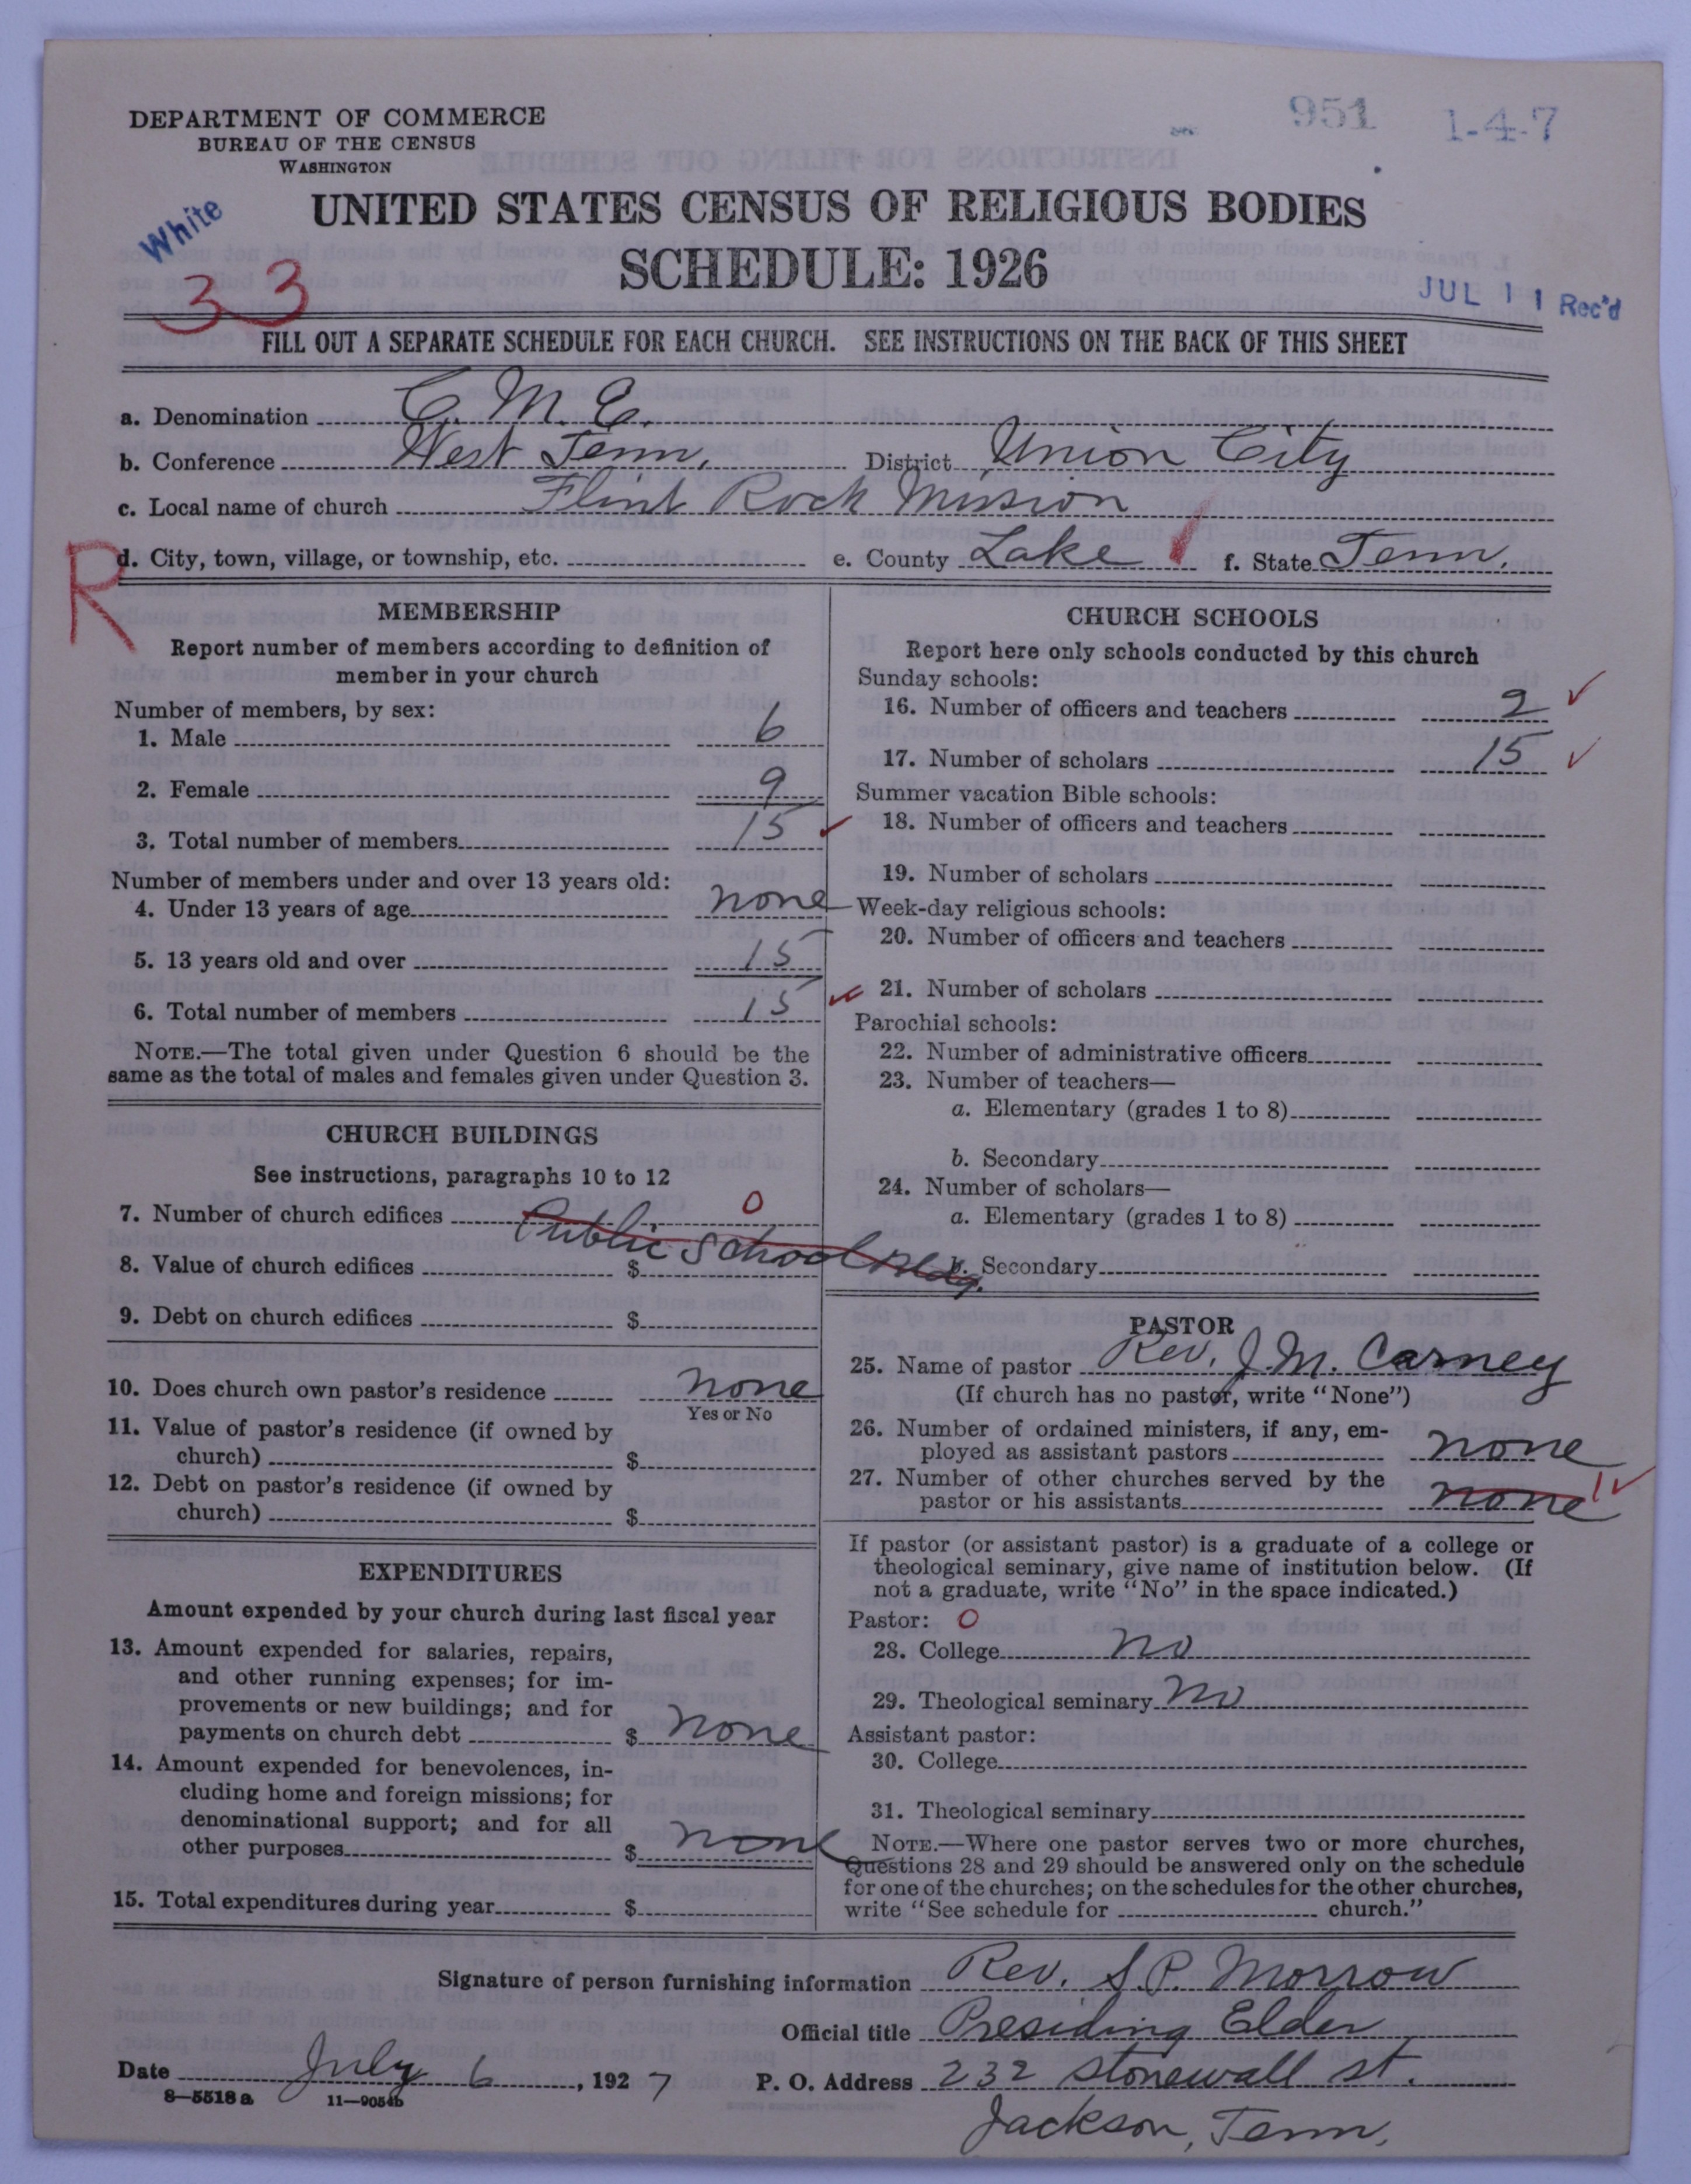 DEPARTMENT OF COMMERCE
BUREAU OF THE CENSUS
WASHINGTON
951
1-4-7
White
33
UNITED STATES CENSUS OF RELIGIOUS BODIES
SCHEDULE: 1926
JUL 11 Rec'd
FILL OUT A SEPARATE SCHEDULE FOR EACH CHURCH. SEE INSTRUCTIONS ON THE BACK OF THIS SHEET
a. Denomination C. M. E.
b. Conference West Tenn. District Union City
c. Local name of church Flint Rock Mission
R
d. City, town, village, or township, etc. e. County Lake f. State Tenn.
MEMBERSHIP
Report number of members according to definition of
member in your church
Number of members, by sex:
1. Male 6
2. Female 9
3. Total number of members 15 ✓
Number of members under and over 13 years old:
4. Under 13 years of age none
5. 13 years old and over 15
6. Total number of members 15 ✓
NOTE.—The total given under Question 6 should be the
same as the total of males and females given under Question 3.
CHURCH BUILDINGS
See instructions, paragraphs 10 to 12
7. Number of church edifices 0
Public School Bldg.
8. Value of church edifices $
9. Debt on church edifices $
10. Does church own pastor's residence none
Yes or No
11. Value of pastor's residence (if owned by
church) $
12. Debt on pastor's residence (if owned by
church) $
EXPENDITURES
Amount expended by your church during last fiscal year
13. Amount expended for salaries, repairs,
and other running expenses; for im-
provements or new buildings; and for
payments on church debt $ none
14. Amount expended for benevolences, in-
cluding home and foreign missions; for
denominational support; and for all
other purposes $ none
15. Total expenditures during year $
CHURCH SCHOOLS
Report here only schools conducted by this church
Sunday schools:
16. Number of officers and teachers 2 ✓
17. Number of scholars 15 ✓
Summer vacation Bible schools:
18. Number of officers and teachers
19. Number of scholars
Week-day religious schools:
20. Number of officers and teachers
21. Number of scholars
Parochial schools:
22. Number of administrative officers
23. Number of teachers—
a. Elementary (grades 1 to 8)
b. Secondary
24. Number of scholars—
a. Elementary (grades 1 to 8)
b. Secondary
PASTOR
25. Name of pastor Rev. J. M. Carney
(If church has no pastor, write "None")
26. Number of ordained ministers, if any, em-
ployed as assistant pastors none
27. Number of other churches served by the
pastor or his assistants none 1 ✓
If pastor (or assistant pastor) is a graduate of a college or
theological seminary, give name of institution below. (If
not a graduate, write "No" in the space indicated.)
Pastor: 0
28. College no
29. Theological seminary no
Assistant pastor:
30. College
31. Theological seminary
NOTE.—Where one pastor serves two or more churches,
Questions 28 and 29 should be answered only on the schedule
for one of the churches; on the schedules for the other churches,
write "See schedule for church."
Signature of person furnishing information Rev. S. P. Morrow
Official title Presiding Elder
Date July 6, 1927 P. O. Address 232 Stonewall st.
8—5518 a 11—9054b
Jackson, Tenn.